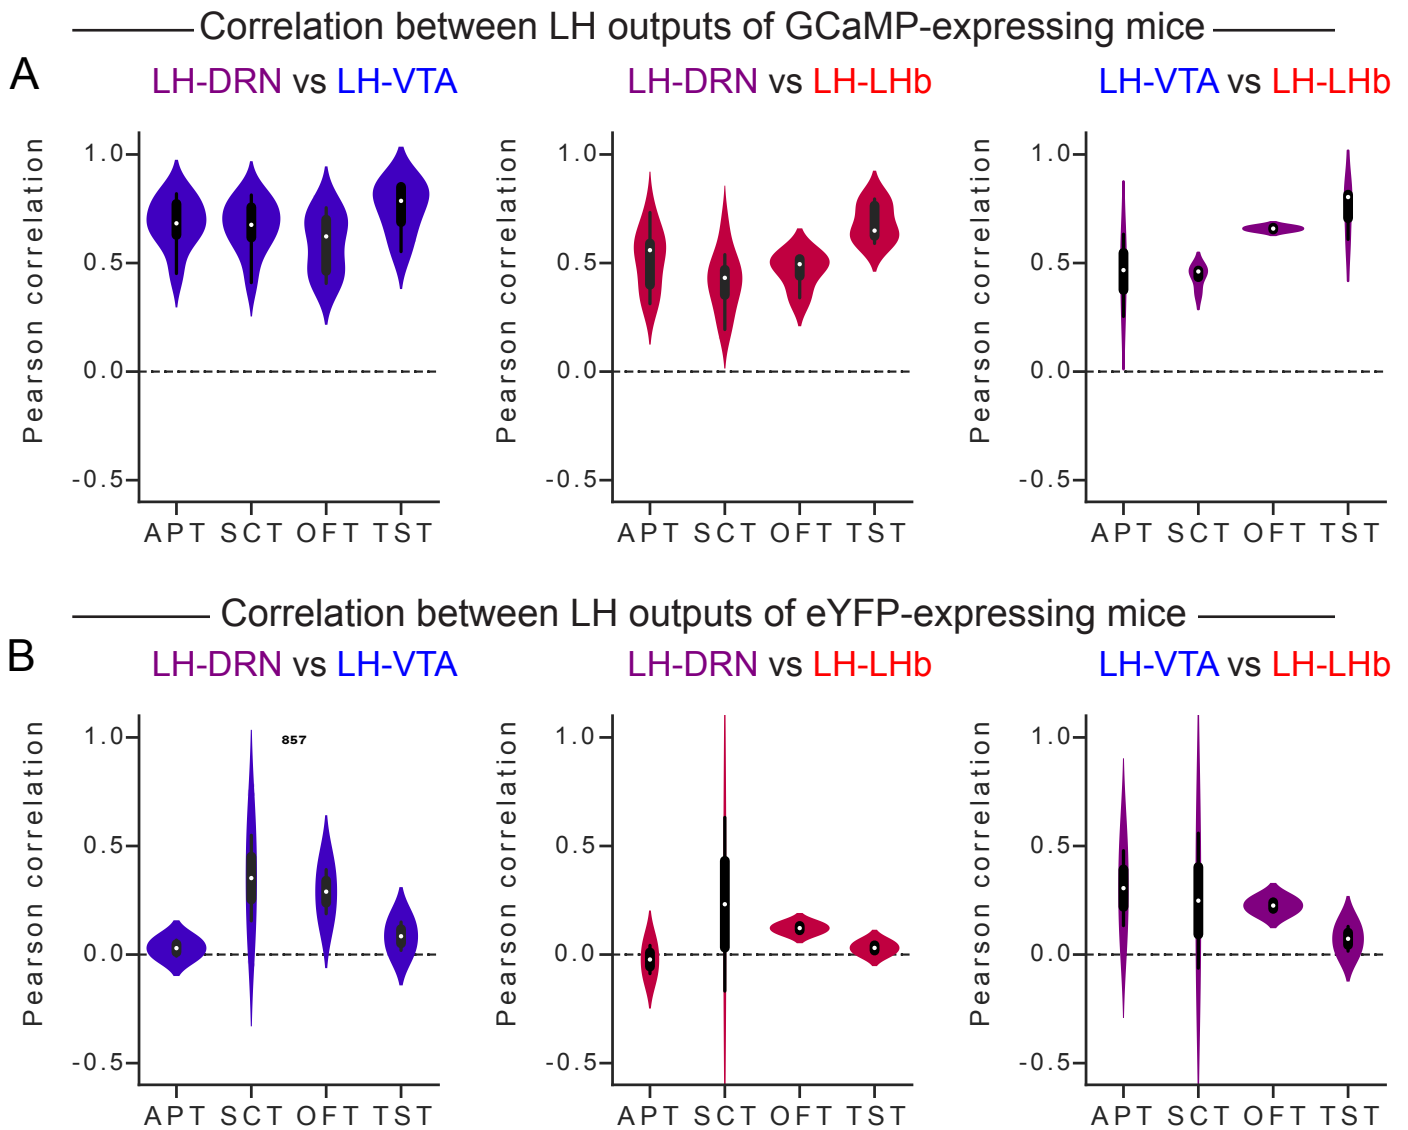 Correlation between LH outputs of GCaMP-expressing mice
A
LH-DRN vs LH-VTA
LH-DRN vs LH-LHb
LH-VTA vs LH-LHb
Pearson correlation
1.0
0.5
0.0
-0.5
APT SCT OFT TST
Pearson correlation
1.0
0.5
0.0
-0.5
APT SCT OFT TST
Pearson correlation
1.0
0.5
0.0
-0.5
APT SCT OFT TST
Correlation between LH outputs of eYFP-expressing mice
B
LH-DRN vs LH-VTA
LH-DRN vs LH-LHb
LH-VTA vs LH-LHb
Pearson correlation
1.0
0.5
0.0
-0.5
857
APT SCT OFT TST
Pearson correlation
1.0
0.5
0.0
-0.5
APT SCT OFT TST
Pearson correlation
1.0
0.5
0.0
-0.5
APT SCT OFT TST